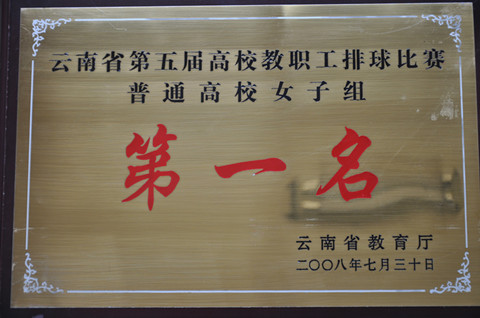 云南省第五届高校教职工排球比赛
普通高校女子组
第一名
云南省教育厅
二〇〇八年七月三十日